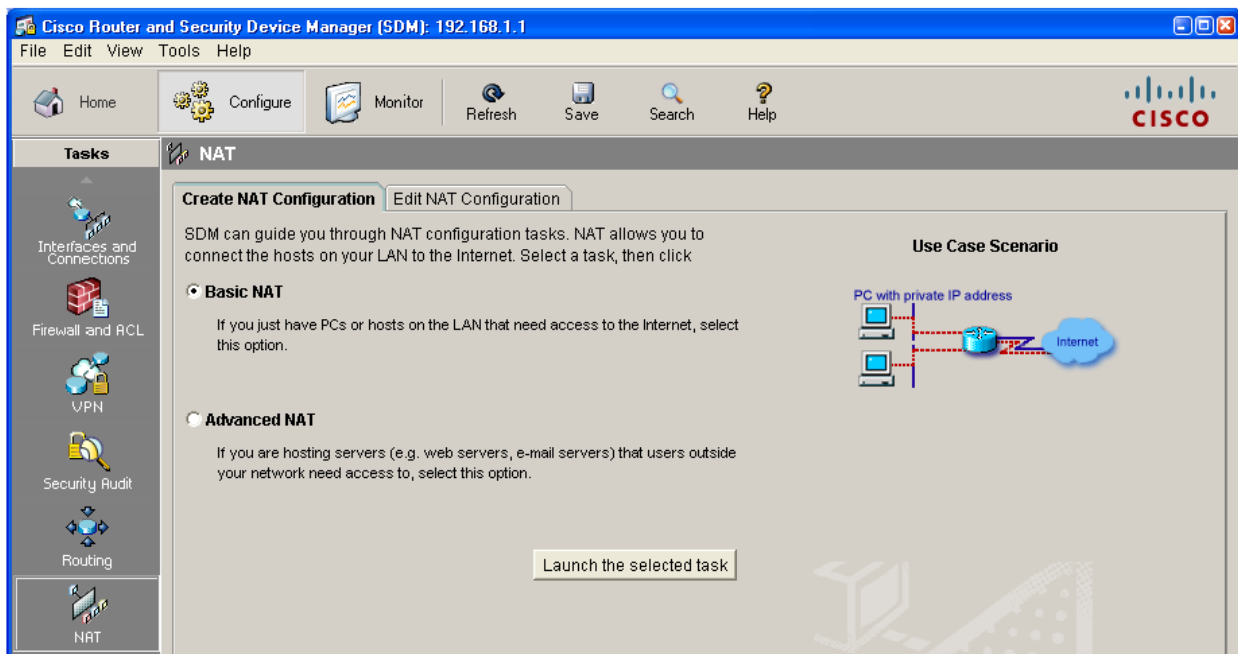 Cisco Router and Security Device Manager (SDM): 192.168.1.1
File Edit View Tools Help
Home
Configure
Monitor
Refresh
Save
Search
Help
CISCO
Tasks
NAT
Interfaces and
Connections
Firewall and ACL
VPN
Security Audit
Routing
NAT
Create NAT Configuration
Edit NAT Configuration
SDM can guide you through NAT configuration tasks. NAT allows you to
connect the hosts on your LAN to the Internet. Select a task, then click
Basic NAT
If you just have PCs or hosts on the LAN that need access to the Internet, select
this option.
Advanced NAT
If you are hosting servers (e.g. web servers, e-mail servers) that users outside
your network need access to, select this option.
Launch the selected task
Use Case Scenario
PC with private IP address
Internet